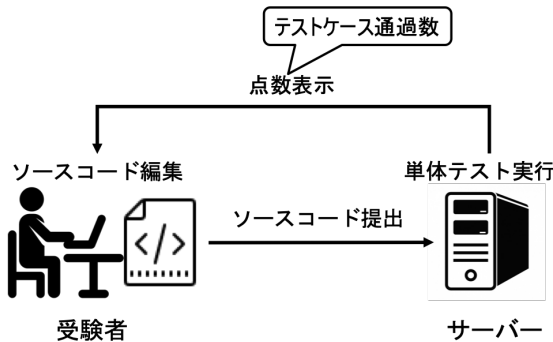 テストケース通過数
点数表示
ソースコード編集
単体テスト実行
</>
ソースコード提出
受験者
サーバー